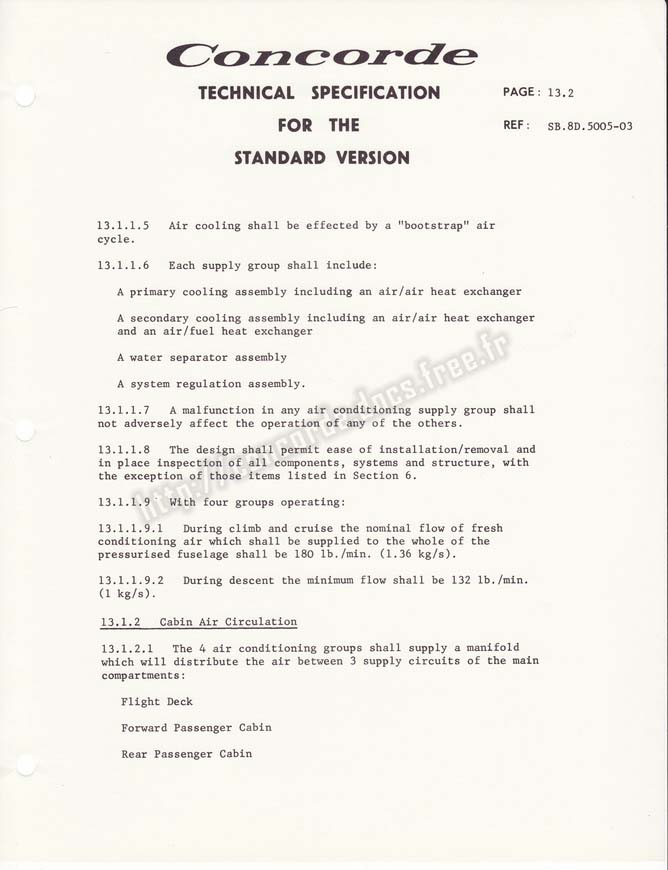 Concorde
TECHNICAL SPECIFICATION
FOR THE
STANDARD VERSION
PAGE: 13.2
REF: SB.8D.5005-03
13.1.1.5 Air cooling shall be effected by a "bootstrap" air
cycle.
13.1.1.6 Each supply group shall include:
A primary cooling assembly including an air/air heat exchanger
A secondary cooling assembly including an air/air heat exchanger
and an air/fuel heat exchanger
A water separator assembly
A system regulation assembly.
13.1.1.7 A malfunction in any air conditioning supply group shall
not adversely affect the operation of any of the others.
13.1.1.8 The design shall permit ease of installation/removal and
in place inspection of all components, systems and structure, with
the exception of those items listed in Section 6.
13.1.1.9 With four groups operating:
13.1.1.9.1 During climb and cruise the nominal flow of fresh
conditioning air which shall be supplied to the whole of the
pressurised fuselage shall be 180 lb./min. (1.36 kg/s).
13.1.1.9.2 During descent the minimum flow shall be 132 lb./min.
(1 kg/s).
13.1.2 Cabin Air Circulation
13.1.2.1 The 4 air conditioning groups shall supply a manifold
which will distribute the air between 3 supply circuits of the main
compartments:
Flight Deck
Forward Passenger Cabin
Rear Passenger Cabin
http://concorde.docs.free.fr